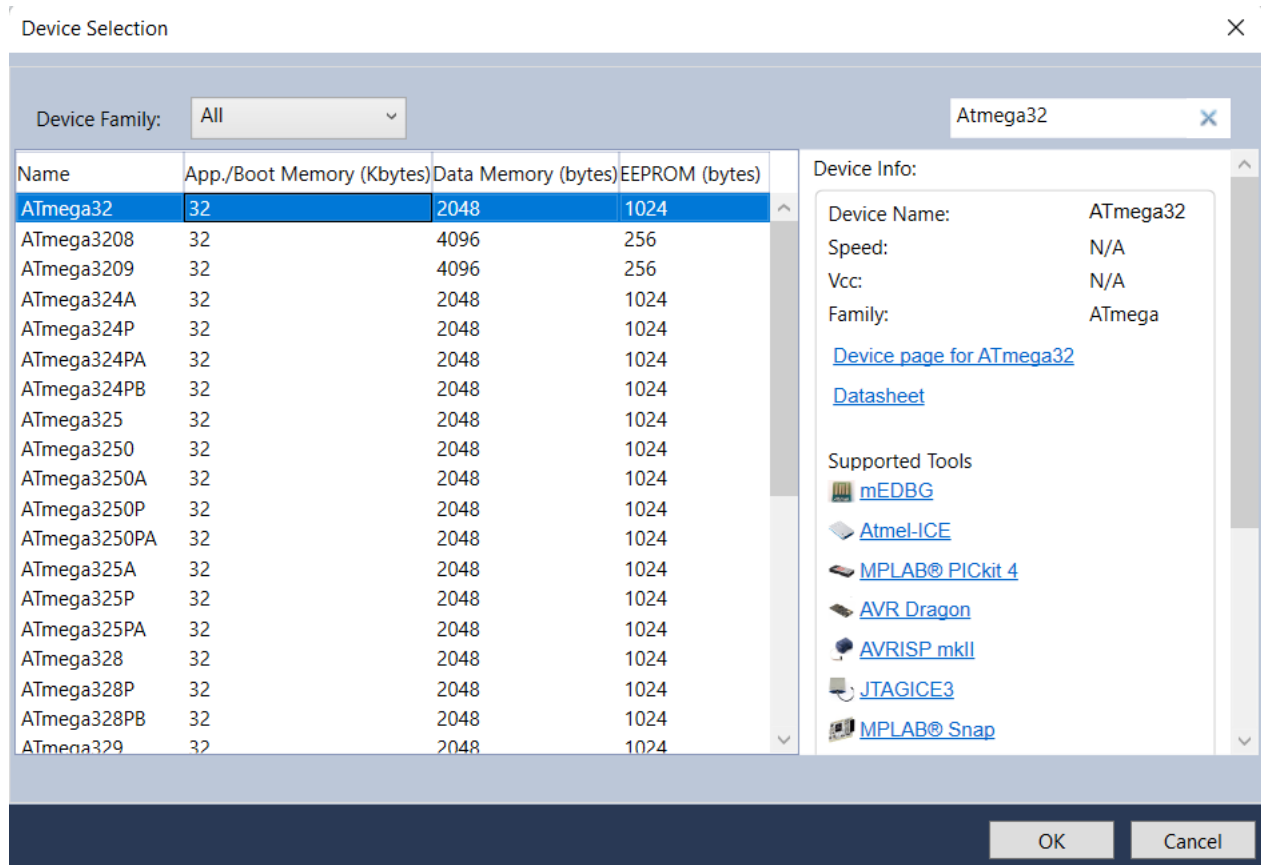 Device Selection
Device Family: All Atmega32
Name App./Boot Memory (Kbytes) Data Memory (bytes) EEPROM (bytes)
ATmega32 32 2048 1024
ATmega3208 32 4096 256
ATmega3209 32 4096 256
ATmega324A 32 2048 1024
ATmega324P 32 2048 1024
ATmega324PA 32 2048 1024
ATmega324PB 32 2048 1024
ATmega325 32 2048 1024
ATmega3250 32 2048 1024
ATmega3250A 32 2048 1024
ATmega3250P 32 2048 1024
ATmega3250PA 32 2048 1024
ATmega325A 32 2048 1024
ATmega325P 32 2048 1024
ATmega325PA 32 2048 1024
ATmega328 32 2048 1024
ATmega328P 32 2048 1024
ATmega328PB 32 2048 1024
ATmega329 32 2048 1024
Device Info:
Device Name: ATmega32
Speed: N/A
Vcc: N/A
Family: ATmega
Device page for ATmega32
Datasheet
Supported Tools
mEDBG
Atmel-ICE
MPLAB® PICkit 4
AVR Dragon
AVRISP mkII
JTAGICE3
MPLAB® Snap
OK Cancel